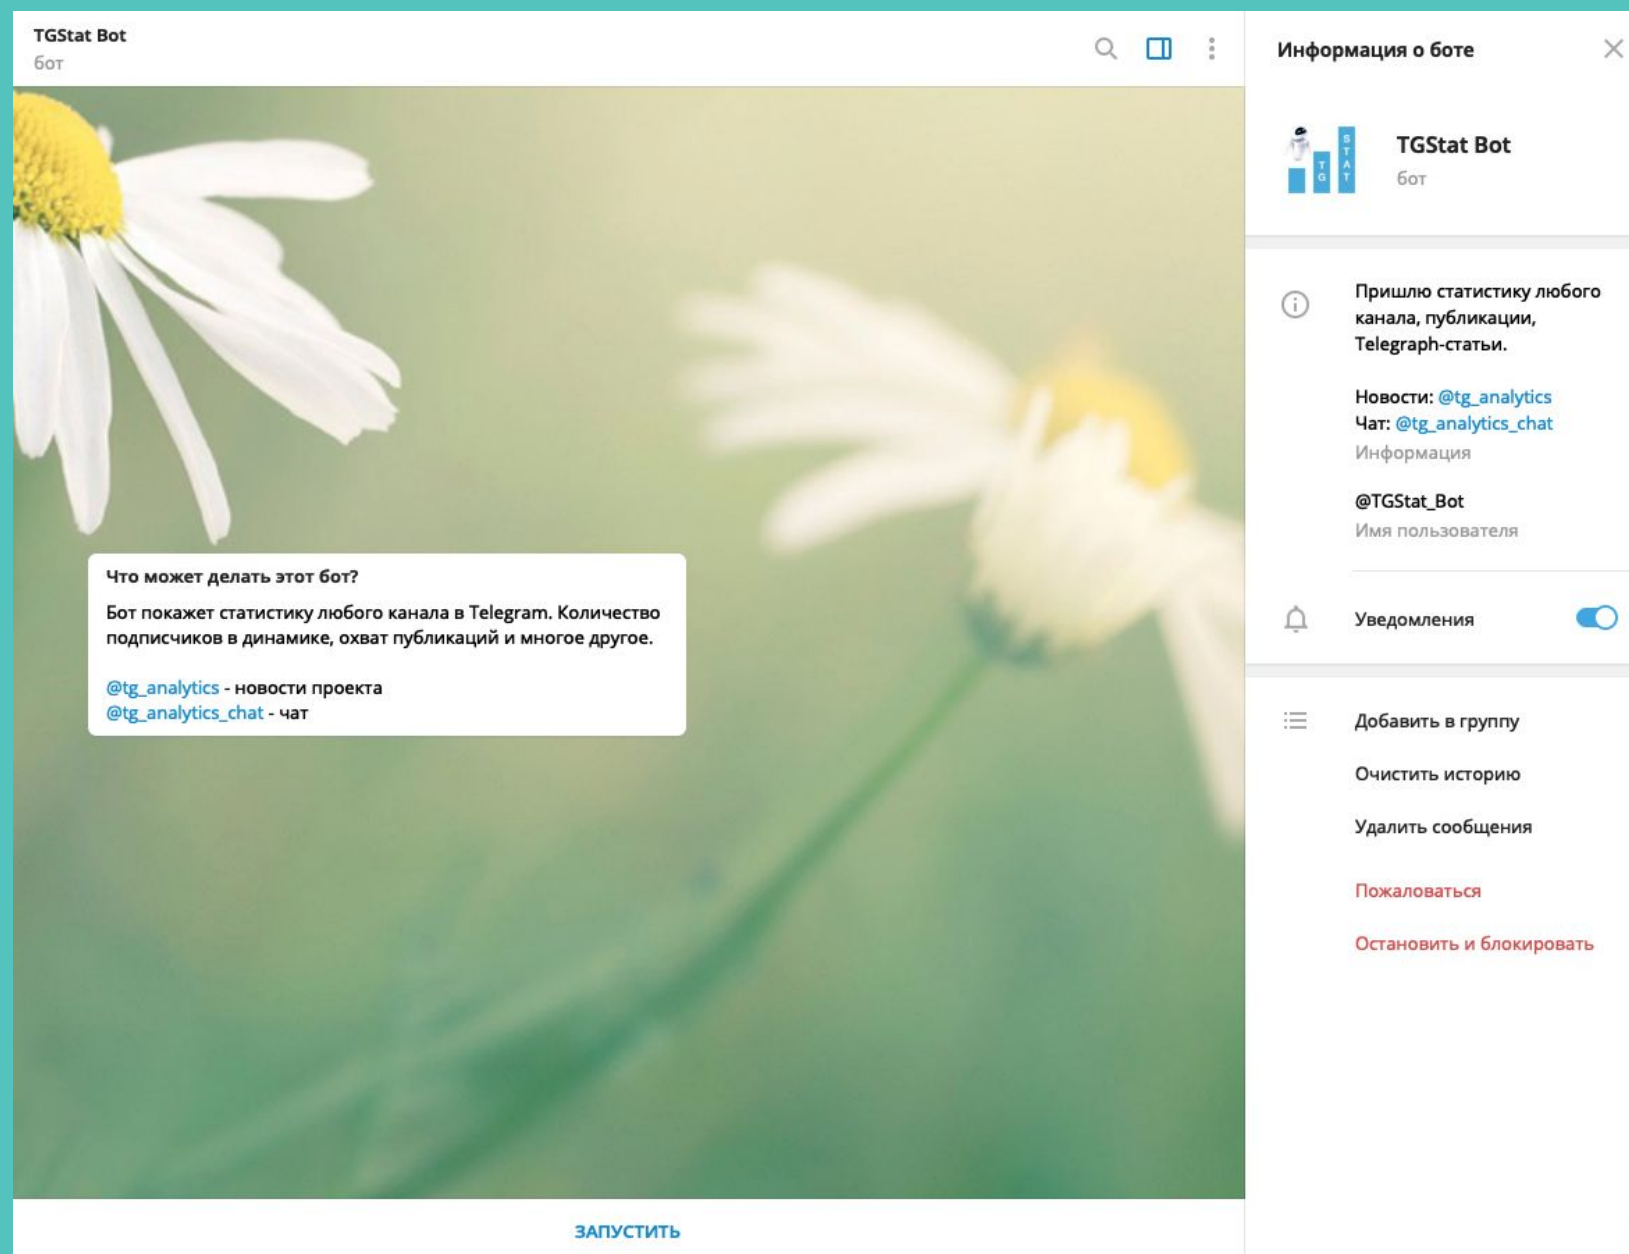 TGStat Bot
бот
Что может делать этот бот?
Бот покажет статистику любого канала в Telegram. Количество
подписчиков в динамике, охват публикаций и многое другое.
@tg_analytics - новости проекта
@tg_analytics_chat - чат
ЗАПУСТИТЬ
Информация о боте
TG
STAT
TGStat Bot
бот
Пришлю статистику любого
канала, публикации,
Telegraph-статьи.
Новости: @tg_analytics
Чат: @tg_analytics_chat
Информация
@TGStat_Bot
Имя пользователя
Уведомления
Добавить в группу
Очистить историю
Удалить сообщения
Пожаловаться
Остановить и блокировать